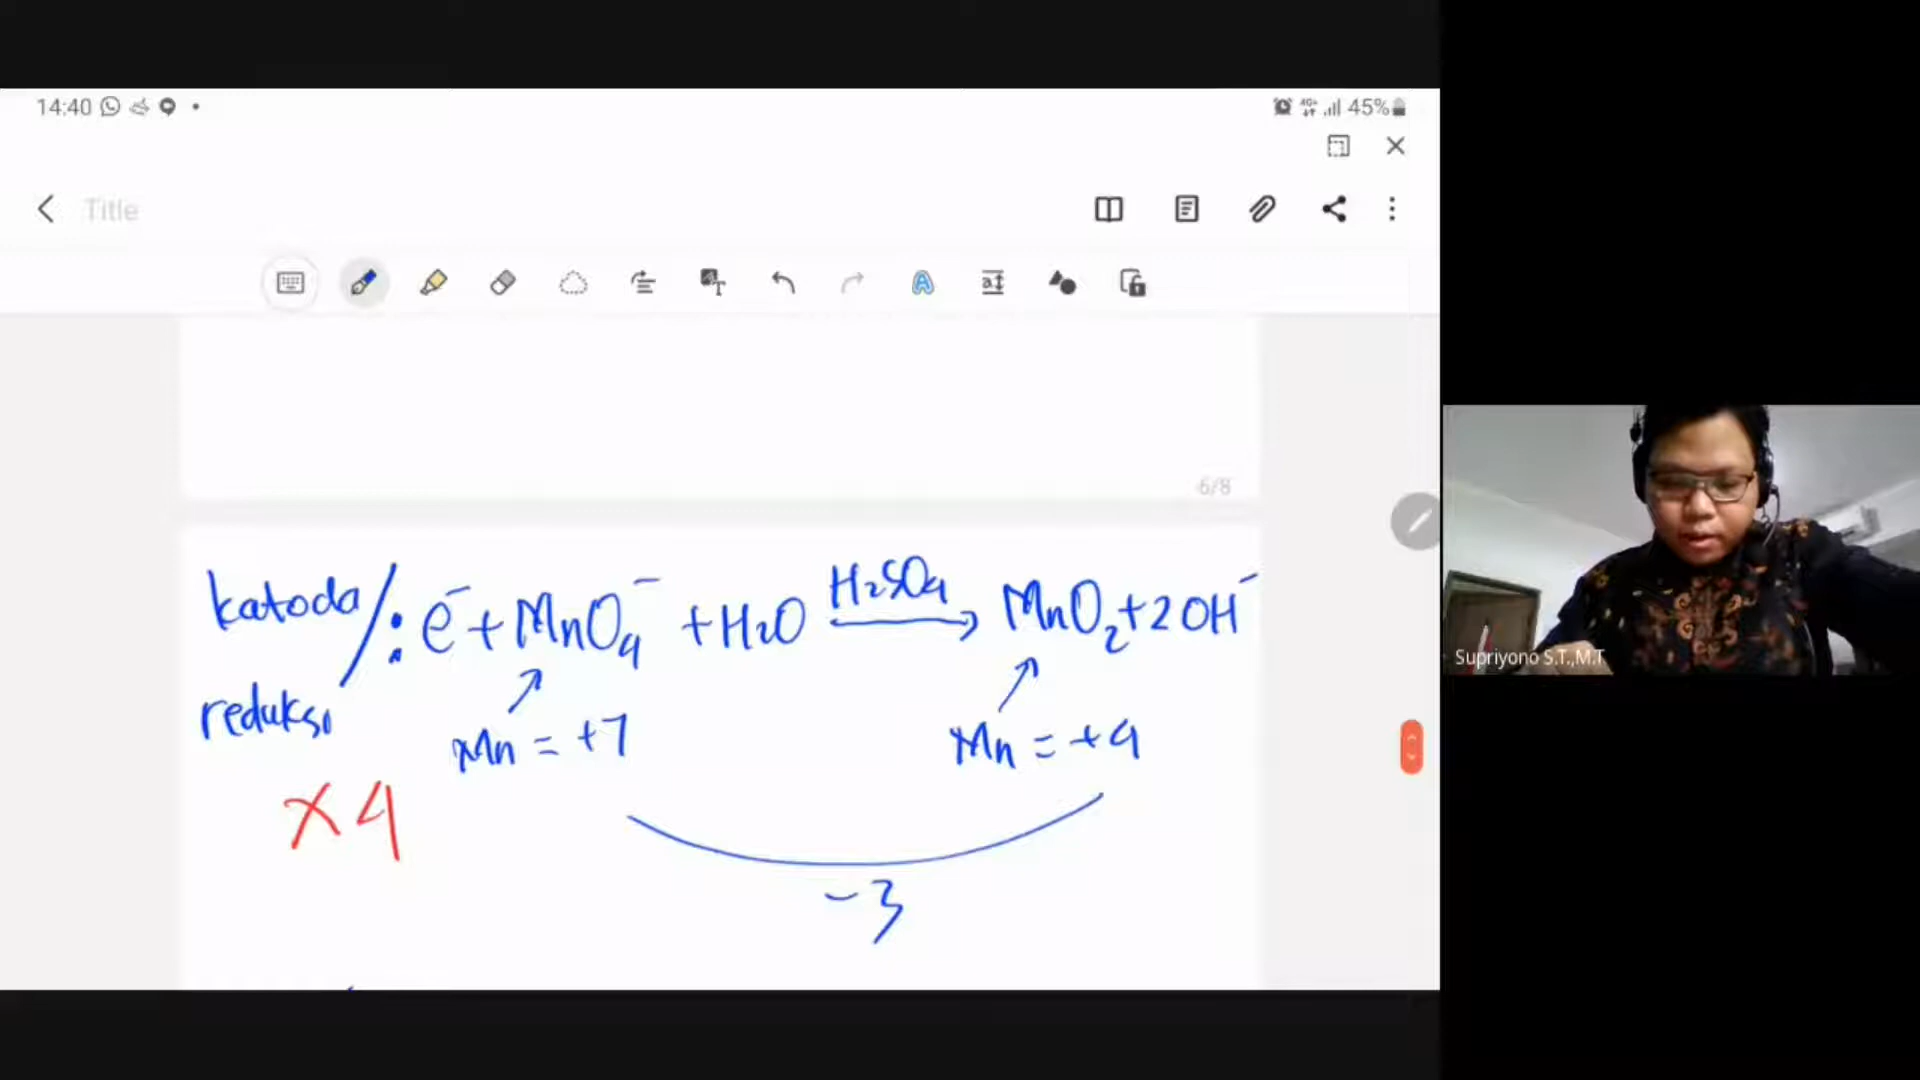 14:40
45%
Title
6/8
katoda/ : e⁻ + MnO₄⁻ + H₂O H₂SO₄ → MnO₂ + 2OH⁻
reduksi
Mn = +7
Mn = +4
x4
-3
Supriyono S.T.,M.T